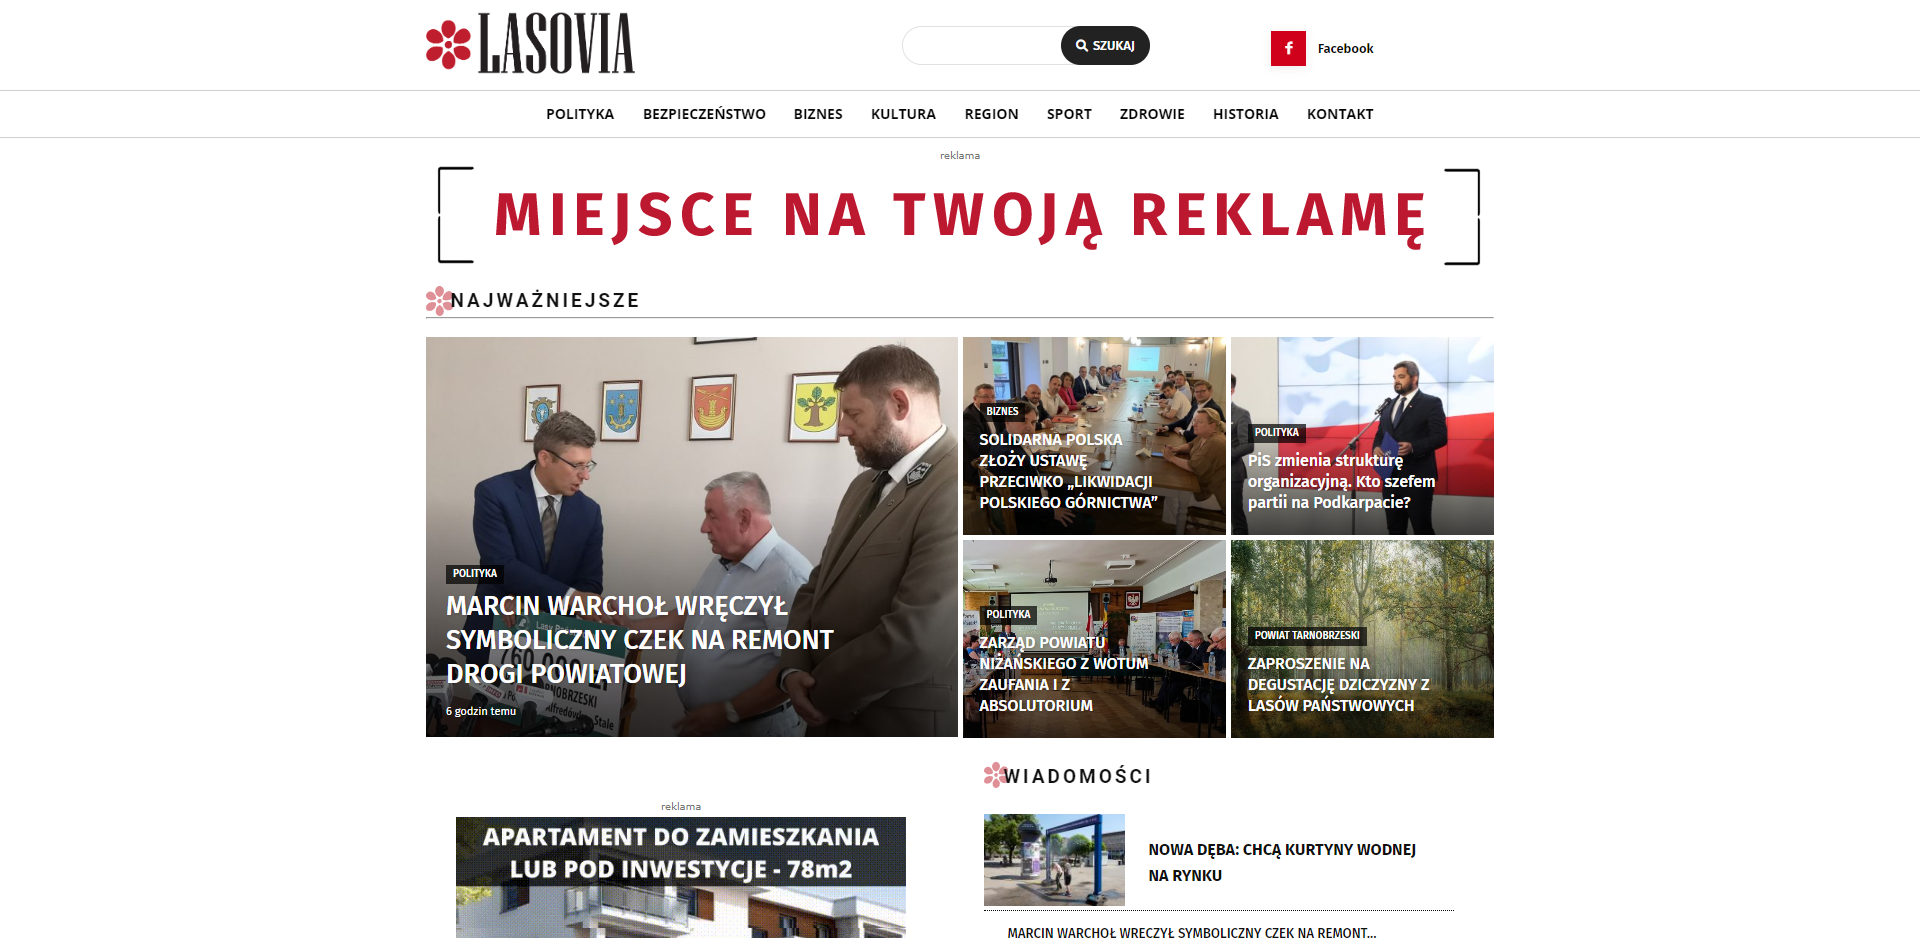 LASOVIA
SZUKAJ
Facebook
POLITYKA BEZPIECZEŃSTWO BIZNES KULTURA REGION SPORT ZDROWIE HISTORIA KONTAKT
reklama
MIEJSCE NA TWOJĄ REKLAMĘ
NAJWAŻNIEJSZE
POLITYKA
MARCIN WARCHOŁ WRĘCZYŁ
SYMBOLICZNY CZEK NA REMONT
DROGI POWIATOWEJ
6 godzin temu
BIZNES
SOLIDARNA POLSKA
ZŁOŻY USTAWĘ
PRZECIWKO „LIKWIDACJI
POLSKIEGO GÓRNICTWA”
POLITYKA
PiS zmienia strukturę
organizacyjną. Kto szefem
partii na Podkarpacie?
POLITYKA
ZARZĄD POWIATU
NIŻAŃSKIEGO Z WOTUM
ZAUFANIA I Z
ABSOLUTORIUM
POWIAT TARNOBRZESKI
ZAPROSZENIE NA
DEGUSTACJĘ DZICZYZNY Z
LASÓW PAŃSTWOWYCH
reklama
APARTAMENT DO ZAMIESZKANIA
LUB POD INWESTYCJE - 78m2
WIADOMOŚCI
NOWA DĘBA: CHCĄ KURTYNY WODNEJ
NA RYNKU
MARCIN WARCHOŁ WRĘCZYŁ SYMBOLICZNY CZEK NA REMONT...